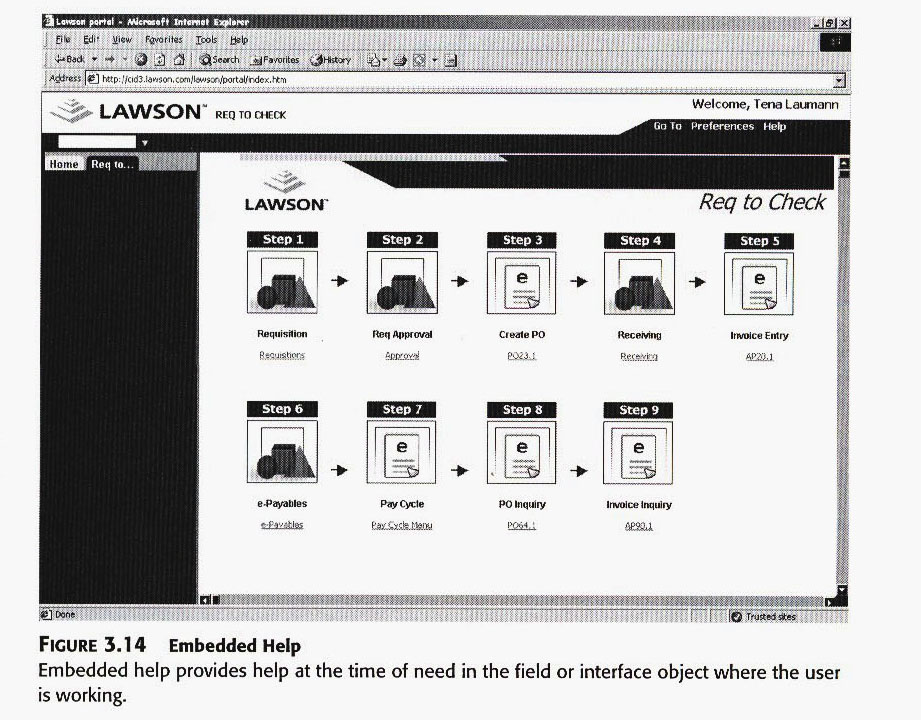 Lawson portal - Microsoft Internet Explorer
File Edit View Favorites Tools Help
Back Search Favorites History
Address http://cid3.lawson.com/lawson/portal/index.htm
LAWSON™ REQ TO CHECK
Welcome, Tena Laumann
Go To Preferences Help
Home Req to...
LAWSON™
Req to Check
Step 1 Step 2 Step 3 Step 4 Step 5
e e
Requisition Req Approval Create PO Receiving Invoice Entry
Requisitions Approval PO23.1 Receiving AP20.1
Step 6 Step 7 Step 8 Step 9
e e e
e-Payables Pay Cycle PO Inquiry Invoice Inquiry
e-Payables Pay Cycle Menu PO64.1 AP90.1
Done Trusted sites
FIGURE 3.14 Embedded Help
Embedded help provides help at the time of need in the field or interface object where the user
is working.